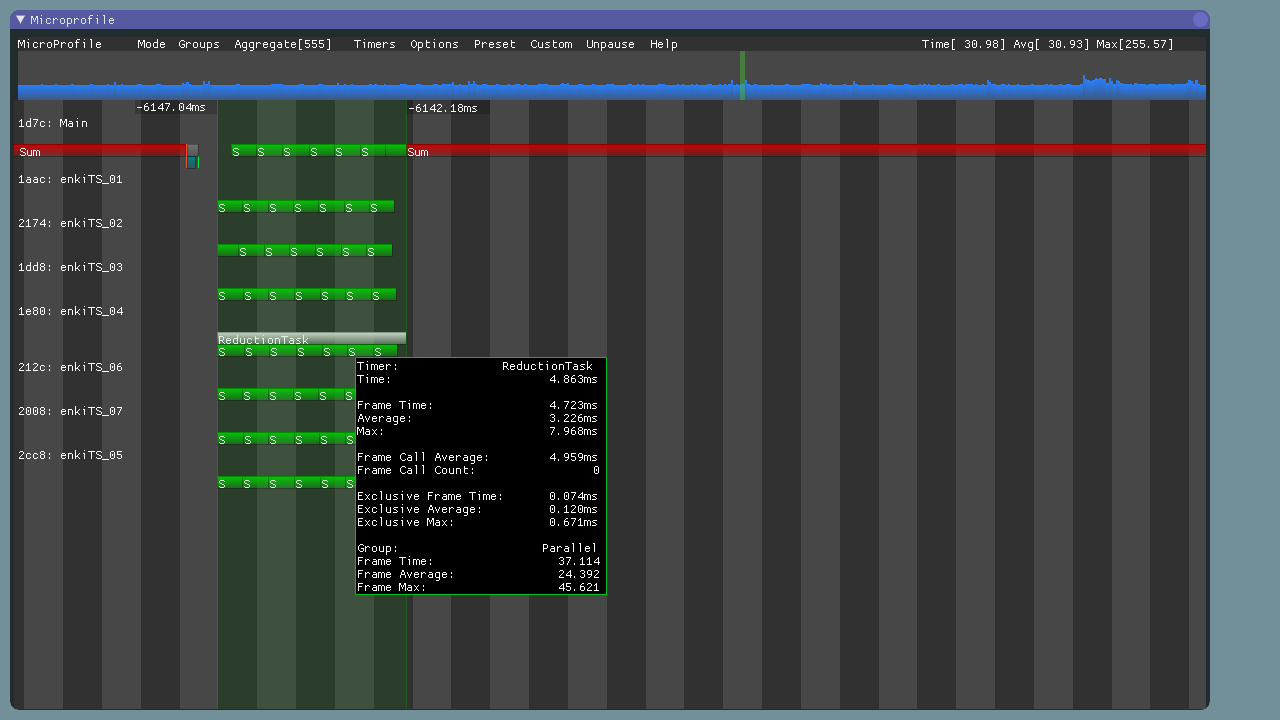 Microprofile
MicroProfile Mode Groups Aggregate[555] Timers Options Preset Custom Unpause Help Time[ 30.98] Avg[ 30.93] Max[255.57]
-6147.04ms -6142.18ms
1d7c: Main
Sum S S S S S S Sum
1aac: enkiTS_01
S S S S S S S
2174: enkiTS_02
S S S S S S
1dd8: enkiTS_03
S S S S S S S
1e80: enkiTS_04
ReductionTask
S S S S S S S
212c: enkiTS_06
S S S S S S
2008: enkiTS_07
S S S S S S
2cc8: enkiTS_05
S S S S S S
Timer: ReductionTask
Time: 4.863ms
Frame Time: 4.723ms
Average: 3.226ms
Max: 7.968ms
Frame Call Average: 4.959ms
Frame Call Count: 0
Exclusive Frame Time: 0.074ms
Exclusive Average: 0.120ms
Exclusive Max: 0.671ms
Group: Parallel
Frame Time: 37.114
Frame Average: 24.392
Frame Max: 45.621